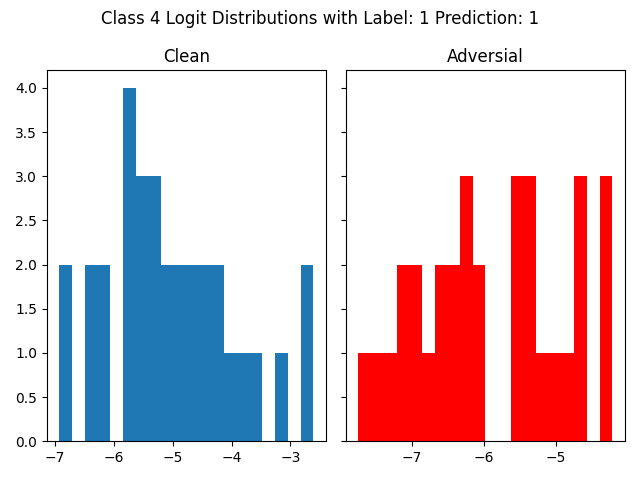 Class 4 Logit Distributions with Label: 1 Prediction: 1
Clean
Adversial
4.0
3.5
3.0
2.5
2.0
1.5
1.0
0.5
0.0
−7 −6 −5 −4 −3
−7 −6 −5